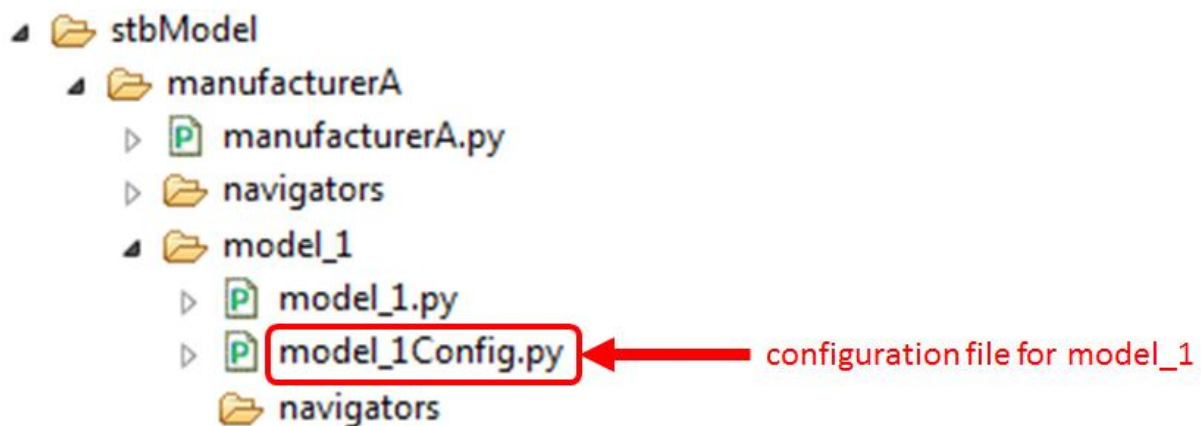 stbModel
manufacturerA
manufacturerA.py
navigators
model_1
model_1.py
model_1Config.py configuration file for model_1
navigators